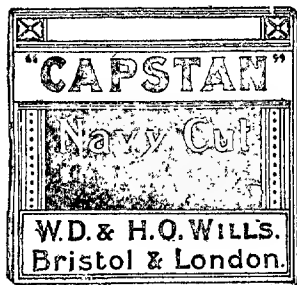 "CAPSTAN"
Navy Cut
W.D. & H.O. WILLS.
Bristol & London.